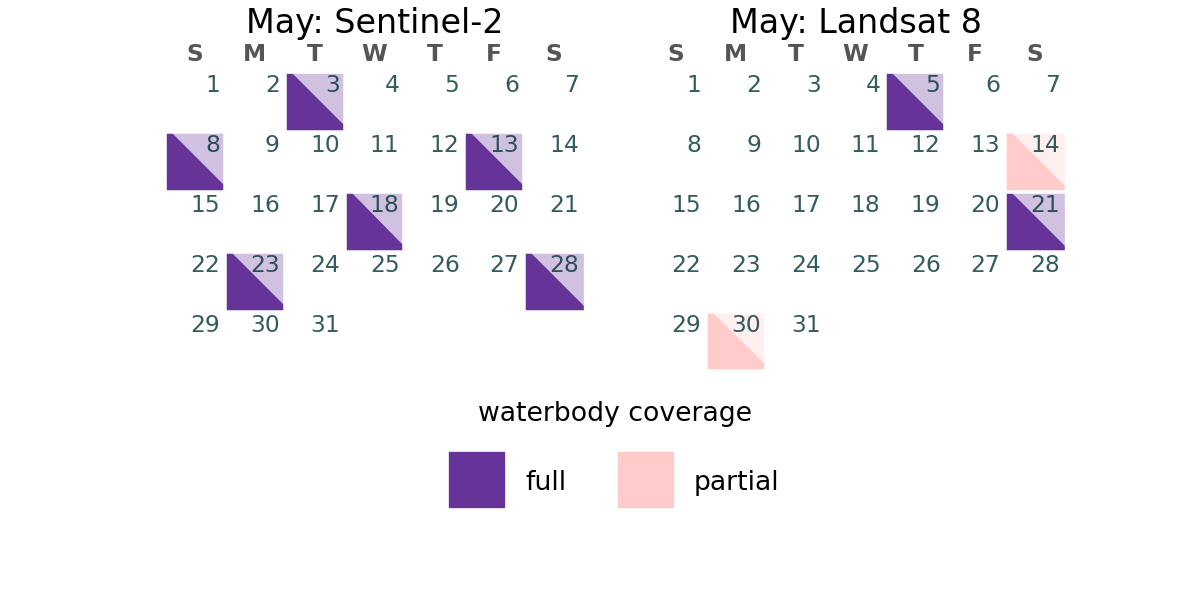 May: Sentinel-2
S M T W T F S
1 2 3 4 5 6 7
8 9 10 11 12 13 14
15 16 17 18 19 20 21
22 23 24 25 26 27 28
29 30 31
May: Landsat 8
S M T W T F S
1 2 3 4 5 6 7
8 9 10 11 12 13 14
15 16 17 18 19 20 21
22 23 24 25 26 27 28
29 30 31
waterbody coverage
full partial